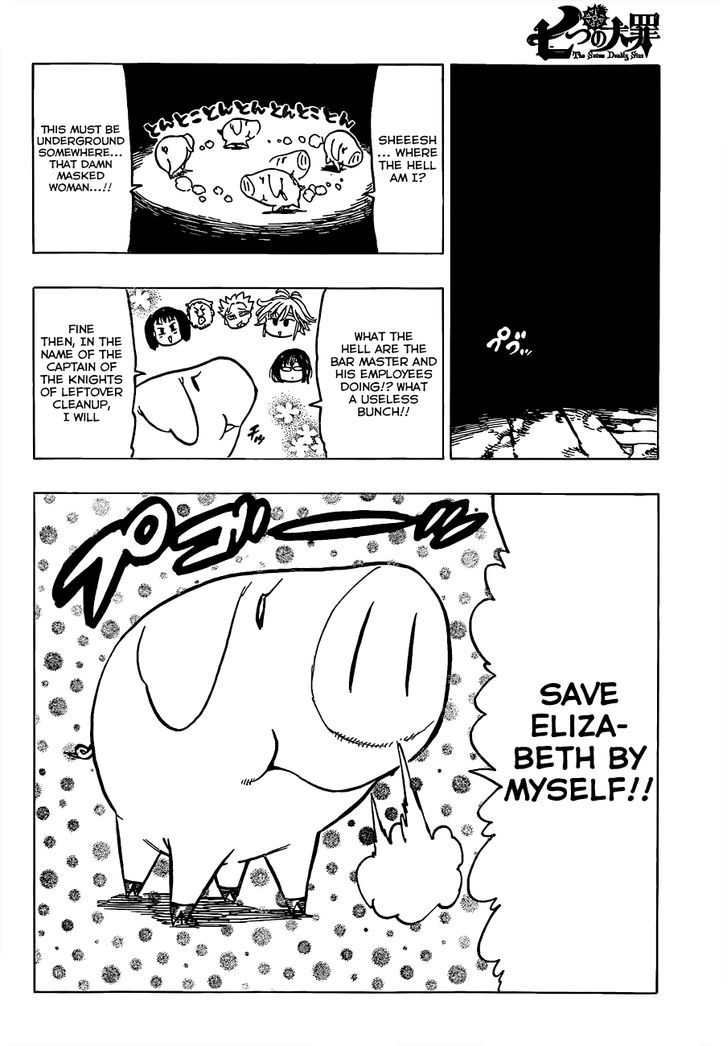 七つの大罪
The Seven Deadly Sins
プゴッ
SHEEESH
... WHERE
THE HELL
AM I?
とんとことんとんとんとことん
THIS MUST BE
UNDERGROUND
SOMEWHERE...
THAT DAMN
MASKED
WOMAN...!!
WHAT THE
HELL ARE THE
BAR MASTER AND
HIS EMPLOYEES
DOING!? WHAT
A USELESS
BUNCH!!
チッ
FINE
THEN, IN THE
NAME OF THE
CAPTAIN OF
THE KNIGHTS
OF LEFTOVER
CLEANUP,
I WILL
SAVE
ELIZA-
BETH BY
MYSELF!!
プゴーッ